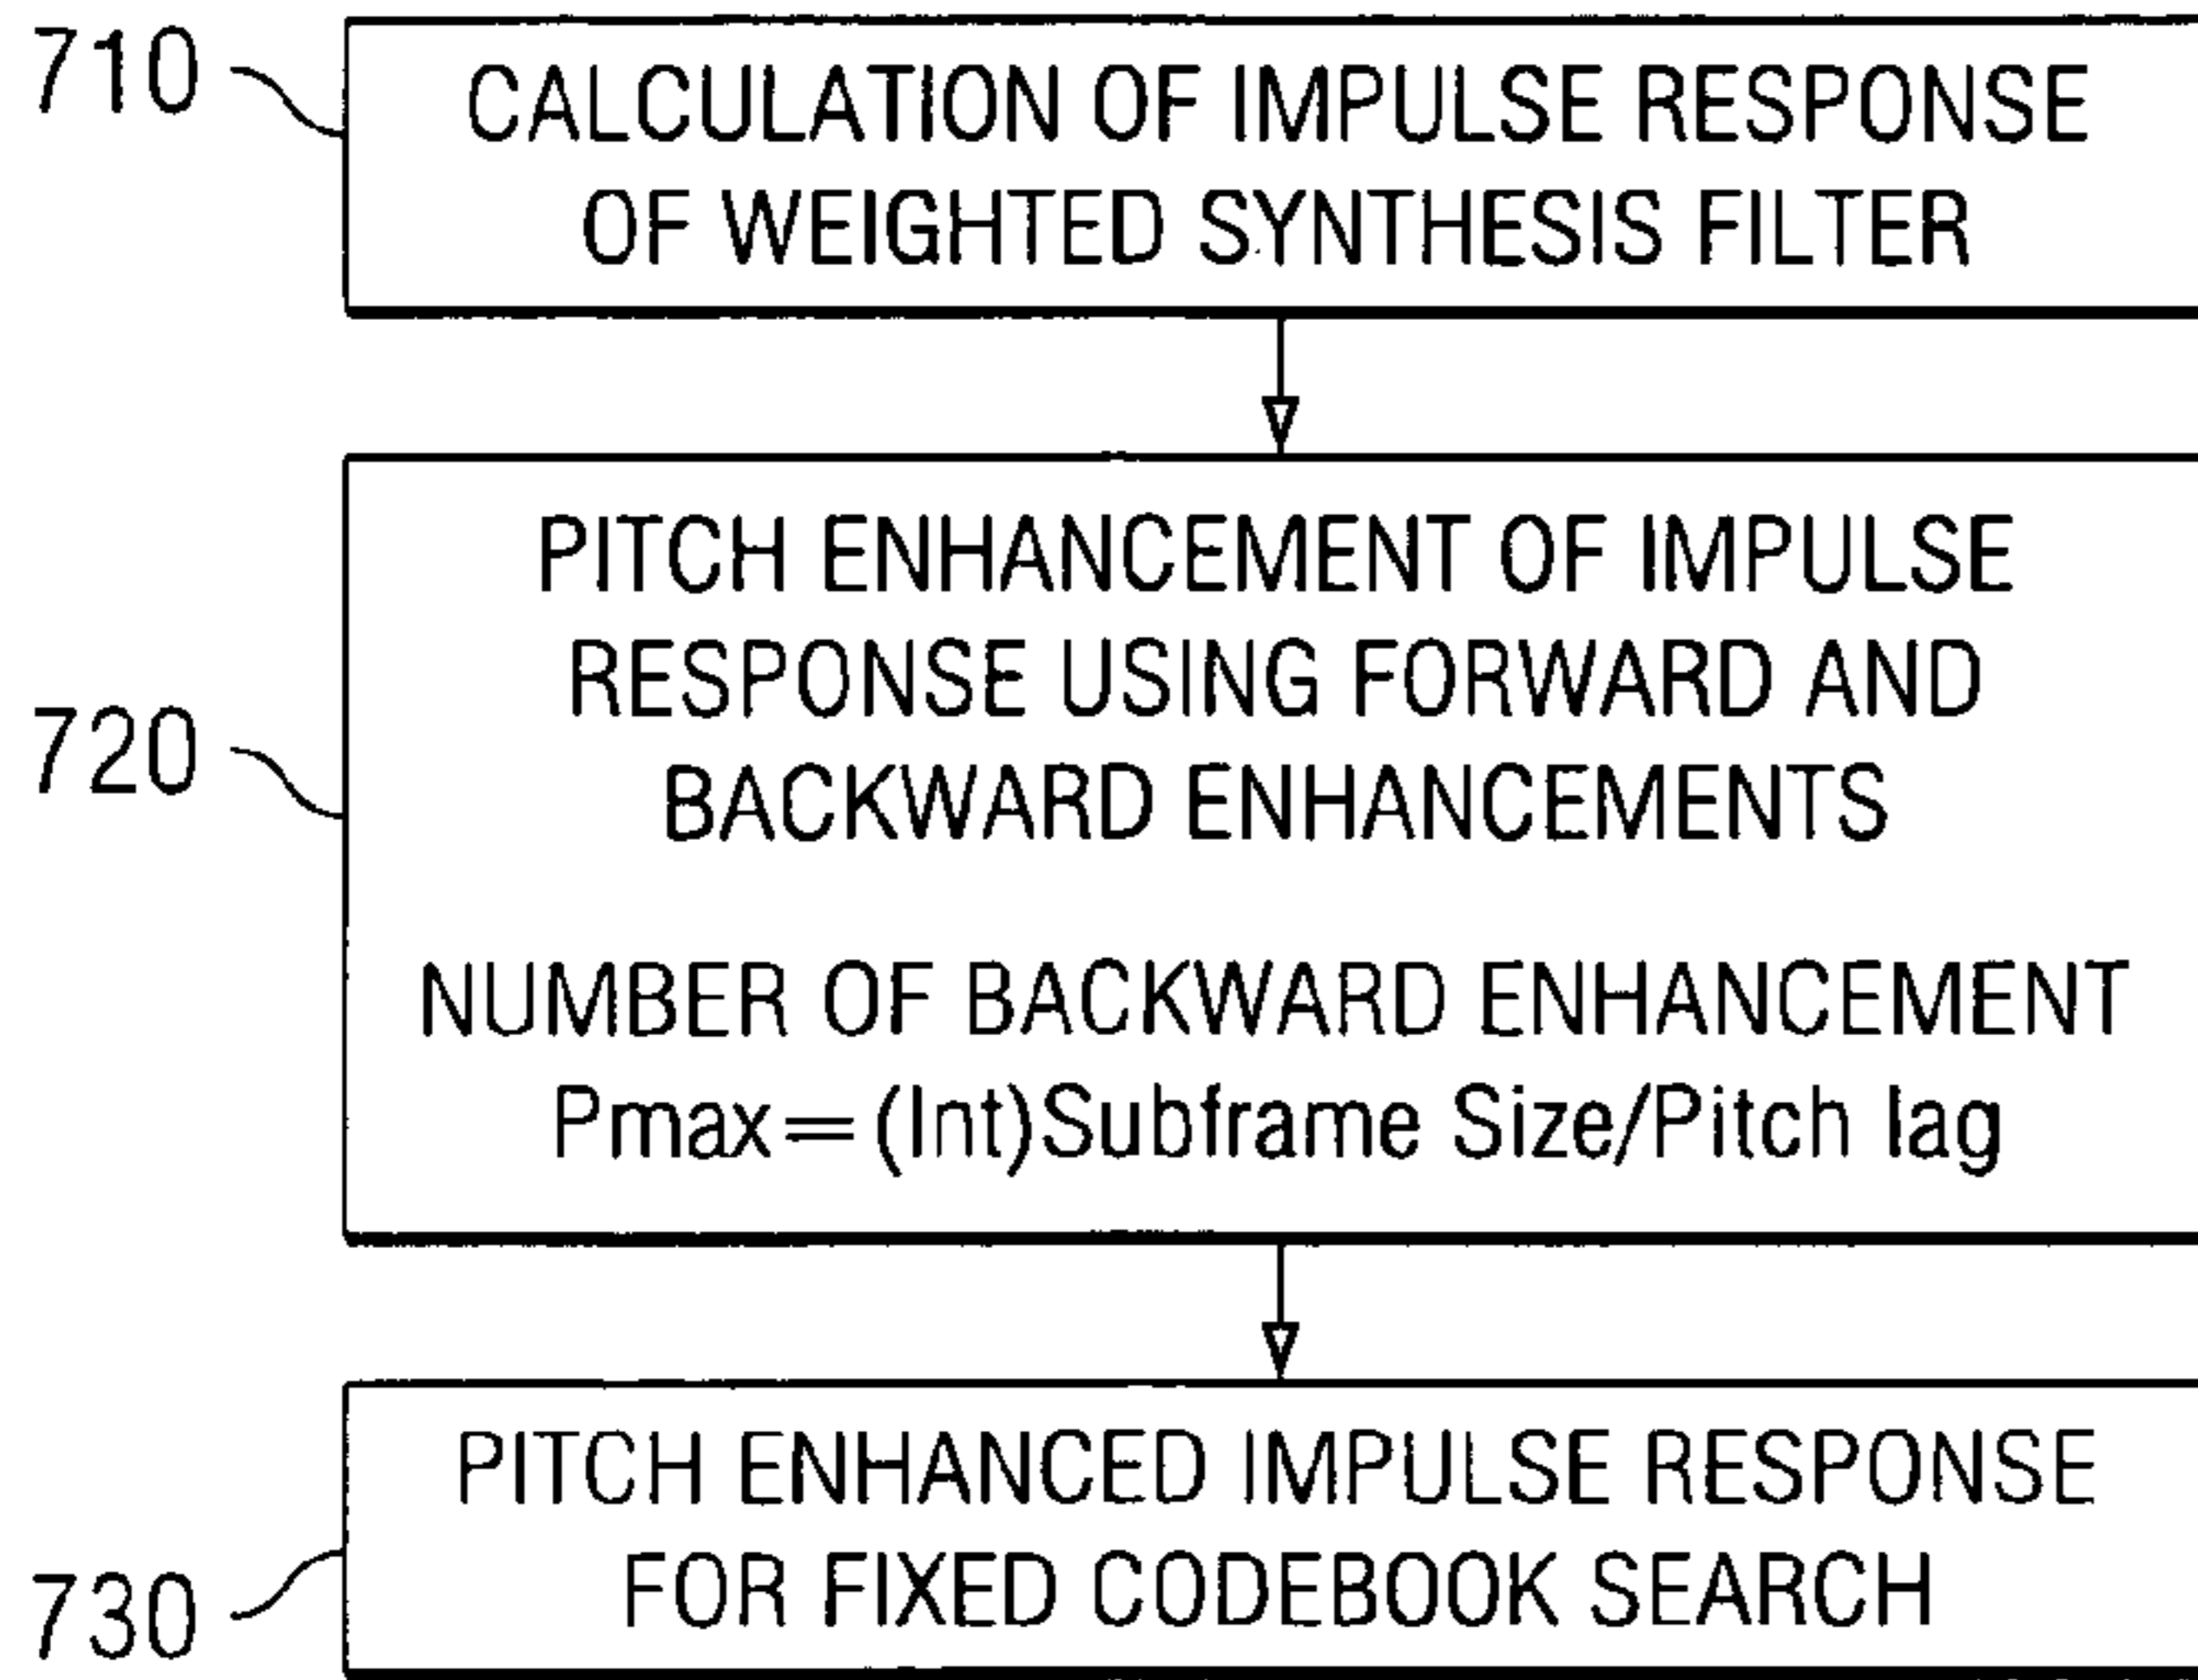 710
CALCULATION OF IMPULSE RESPONSE
OF WEIGHTED SYNTHESIS FILTER
720
PITCH ENHANCEMENT OF IMPULSE
RESPONSE USING FORWARD AND
BACKWARD ENHANCEMENTS
NUMBER OF BACKWARD ENHANCEMENT
Pmax=(Int)Subframe Size/Pitch lag
730
PITCH ENHANCED IMPULSE RESPONSE
FOR FIXED CODEBOOK SEARCH